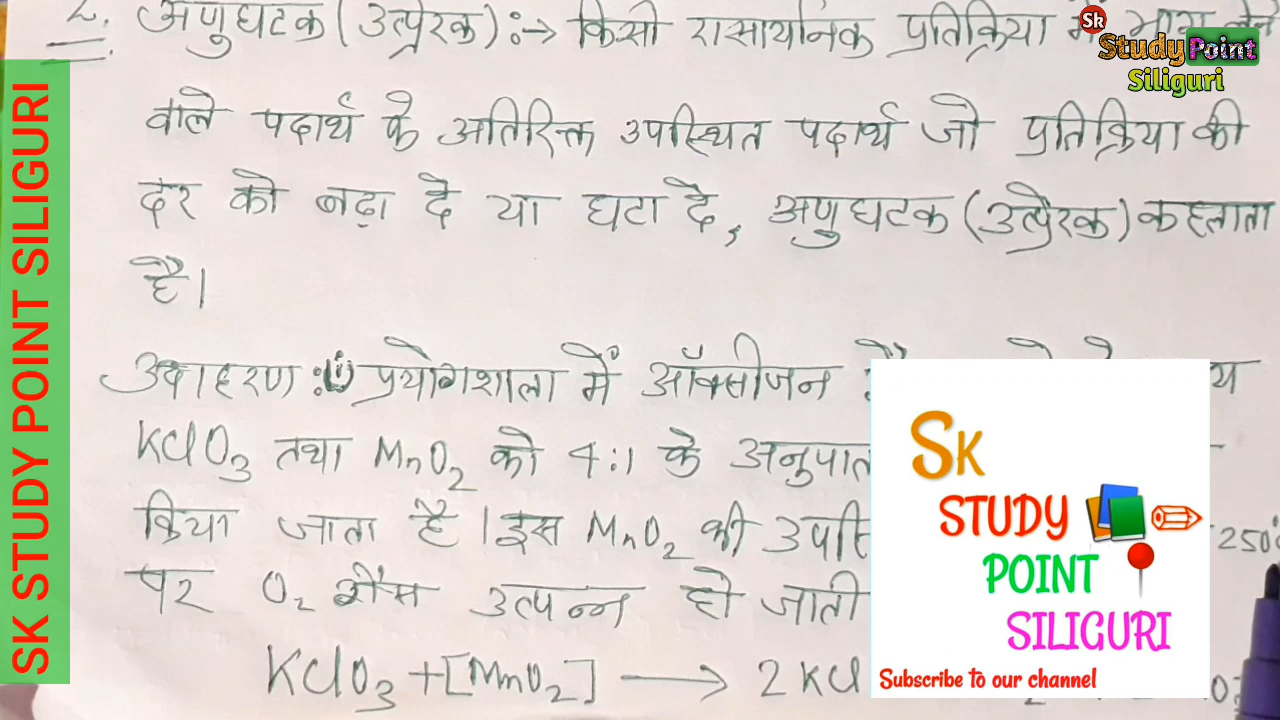 2. अणुघटक (उत्प्रेरक) :→ किसी रासायनिक प्रतिक्रिया में भाग लेने
वाले पदार्थ के अतिरिक्त उपस्थित पदार्थ जो प्रतिक्रिया की
दर को बढ़ा दे या घटा दे, अणुघटक (उत्प्रेरक) कहलाता
है।
उदाहरण : प्रयोगशाला में ऑक्सीजन
KClO₃ तथा MnO₂ को 4:1 के अनुपात
किया जाता है। इस MnO₂ की 250°
पर O₂ गैस उत्पन्न हो जाती
KClO₃ + [MnO₂] → 2KCl
Sk
Study Point
Siliguri
SK STUDY POINT SILIGURI
SK
STUDY
POINT
SILIGURI
Subscribe to our channel